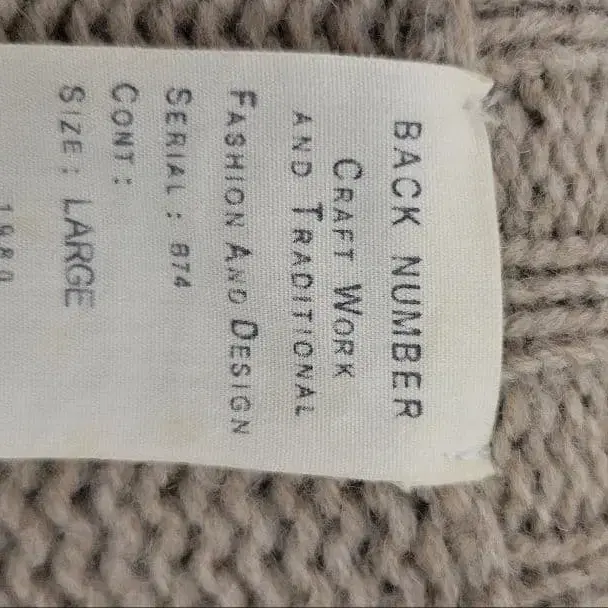 BACK NUMBER
CRAFT WORK
AND TRADITIONAL
FASHION AND DESIGN
SERIAL : 874
CONT :
SIZE : LARGE